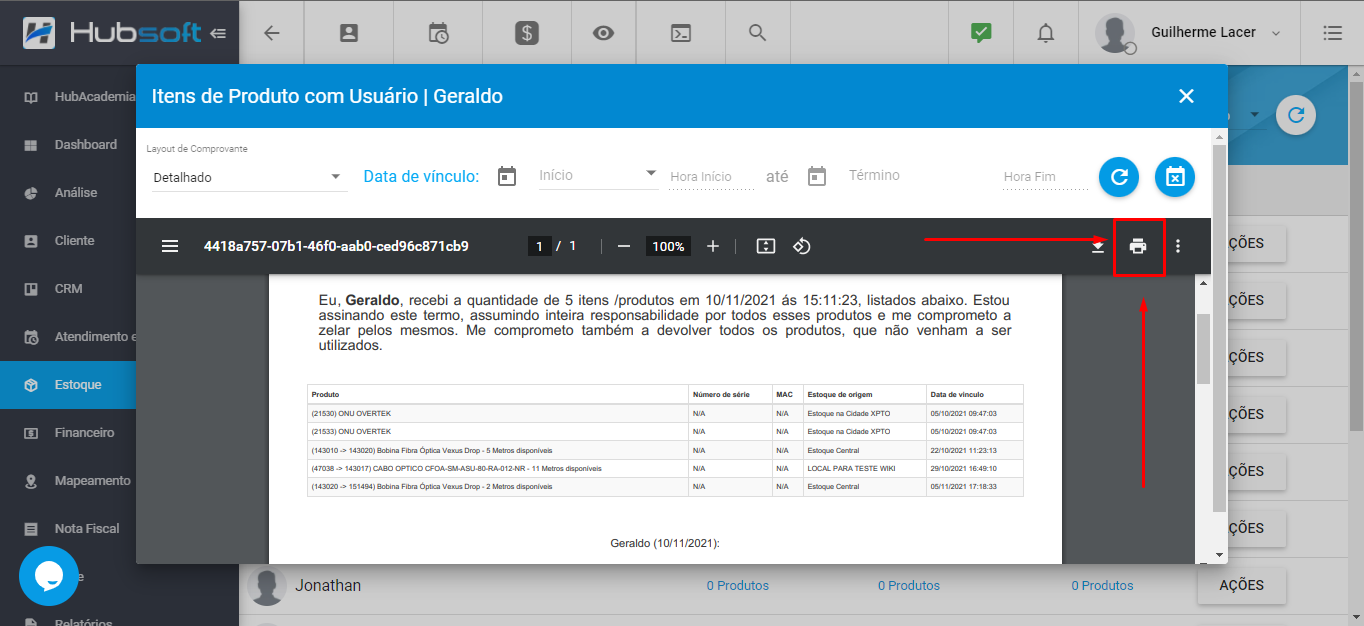 Hubsoft
Guilherme Lacer
HubAcademia
Dashboard
Análise
Cliente
CRM
Atendimento e
Estoque
Financeiro
Mapeamento
Nota Fiscal
Relatórios
Itens de Produto com Usuário | Geraldo
Layout de Comprovante
Detalhado
Data de vínculo:
Início
Hora Início
até
Término
Hora Fim
4418a757-07b1-46f0-aab0-ced96c871cb9
1 / 1
100%
Eu, Geraldo, recebi a quantidade de 5 itens /produtos em 10/11/2021 ás 15:11:23, listados abaixo. Estou
assinando este termo, assumindo inteira responsabilidade por todos esses produtos e me comprometo a
zelar pelos mesmos. Me comprometo também a devolver todos os produtos, que não venham a ser
utilizados.
Produto Número de série MAC Estoque de origem Data de vínculo
(21530) ONU OVERTEK N/A N/A Estoque na Cidade XPTO 05/10/2021 09:47:03
(21533) ONU OVERTEK N/A N/A Estoque na Cidade XPTO 05/10/2021 09:47:03
(143010 -> 143020) Bobina Fibra Óptica Vexus Drop - 5 Metros disponíveis N/A N/A Estoque Central 22/10/2021 11:23:13
(47038 -> 143017) CABO OPTICO CFOA-SM-ASU-80-RA-012-NR - 11 Metros disponíveis N/A N/A LOCAL PARA TESTE WIKI 29/10/2021 16:49:10
(143020 -> 151494) Bobina Fibra Óptica Vexus Drop - 2 Metros disponíveis N/A N/A Estoque Central 05/11/2021 17:18:33
Geraldo (10/11/2021):
ÇÕES
ÇÕES
ÇÕES
ÇÕES
ÇÕES
ÇÕES
Jonathan
0 Produtos
0 Produtos
0 Produtos
AÇÕES